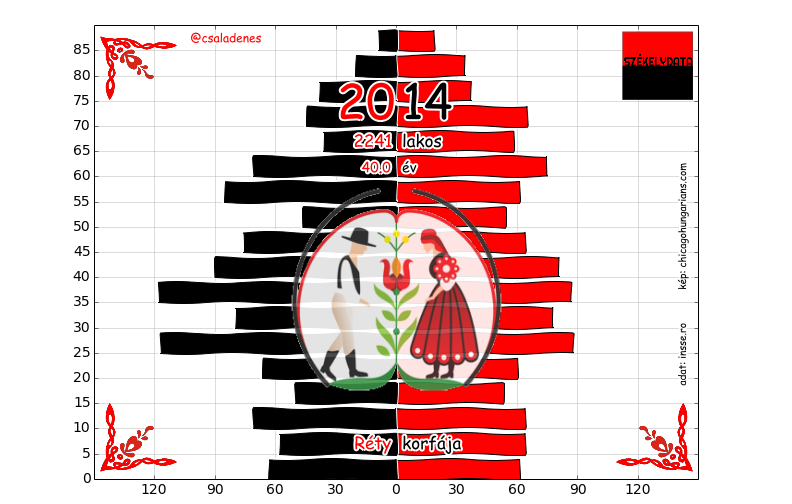 @csaladenes
SZÉKELYDATA
2014
2241 lakos
40.0 év
kép: chicagohungarians.com
adat: insse.ro
Réty korfája
85
80
75
70
65
60
55
50
45
40
35
30
25
20
15
10
5
0
120 90 60 30 0 30 60 90 120